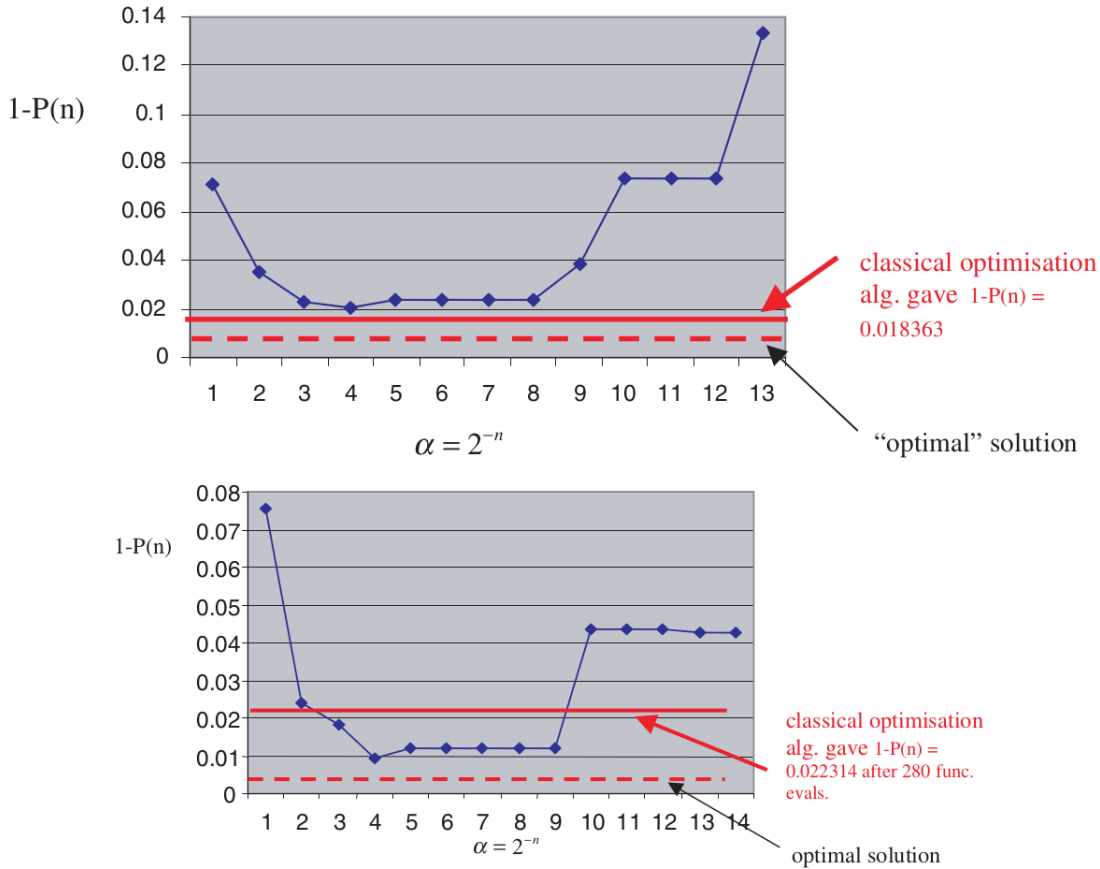 0.14
0.12
1-P(n)
0.1
0.08
0.06
0.04
0.02
0
1 2 3 4 5 6 7 8 9 10 11 12 13
α = 2⁻ⁿ
classical optimisation
alg. gave 1-P(n) =
0.018363
“optimal” solution
0.08
0.07
1-P(n)
0.06
0.05
0.04
0.03
0.02
0.01
0
1 2 3 4 5 6 7 8 9 10 11 12 13 14
α = 2⁻ⁿ
classical optimisation
alg. gave 1-P(n) =
0.022314 after 280 func.
evals.
optimal solution